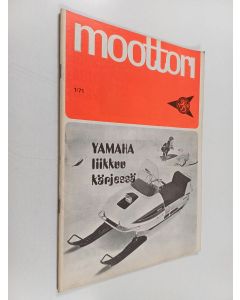 moottori
1/71
YAMAHA
liikkuu
kärjessä